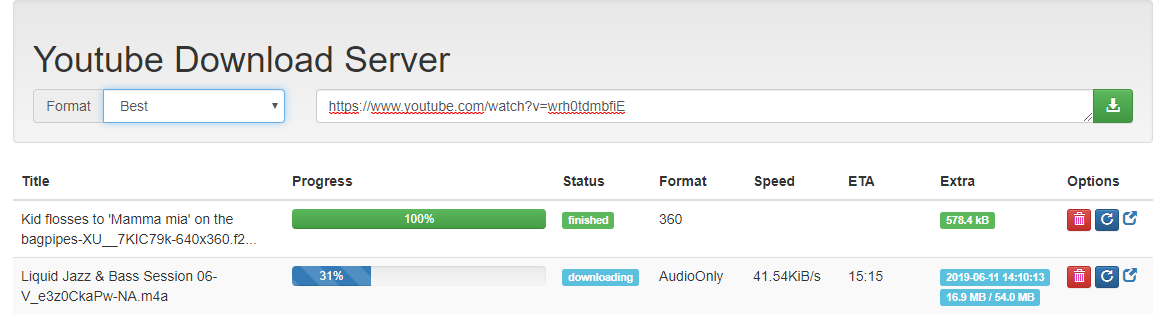 Youtube Download Server
Format Best https://www.youtube.com/watch?v=wrh0tdmbfiE
Title Progress Status Format Speed ETA Extra Options
Kid flosses to 'Mamma mia' on the 100% finished 360 578.4 kB
bagpipes-XU__7KIC79k-640x360.f2...
Liquid Jazz & Bass Session 06- 31% downloading AudioOnly 41.54KiB/s 15:15 2019-06-11 14:10:13
V_e3z0CkaPw-NA.m4a 16.9 MB / 54.0 MB